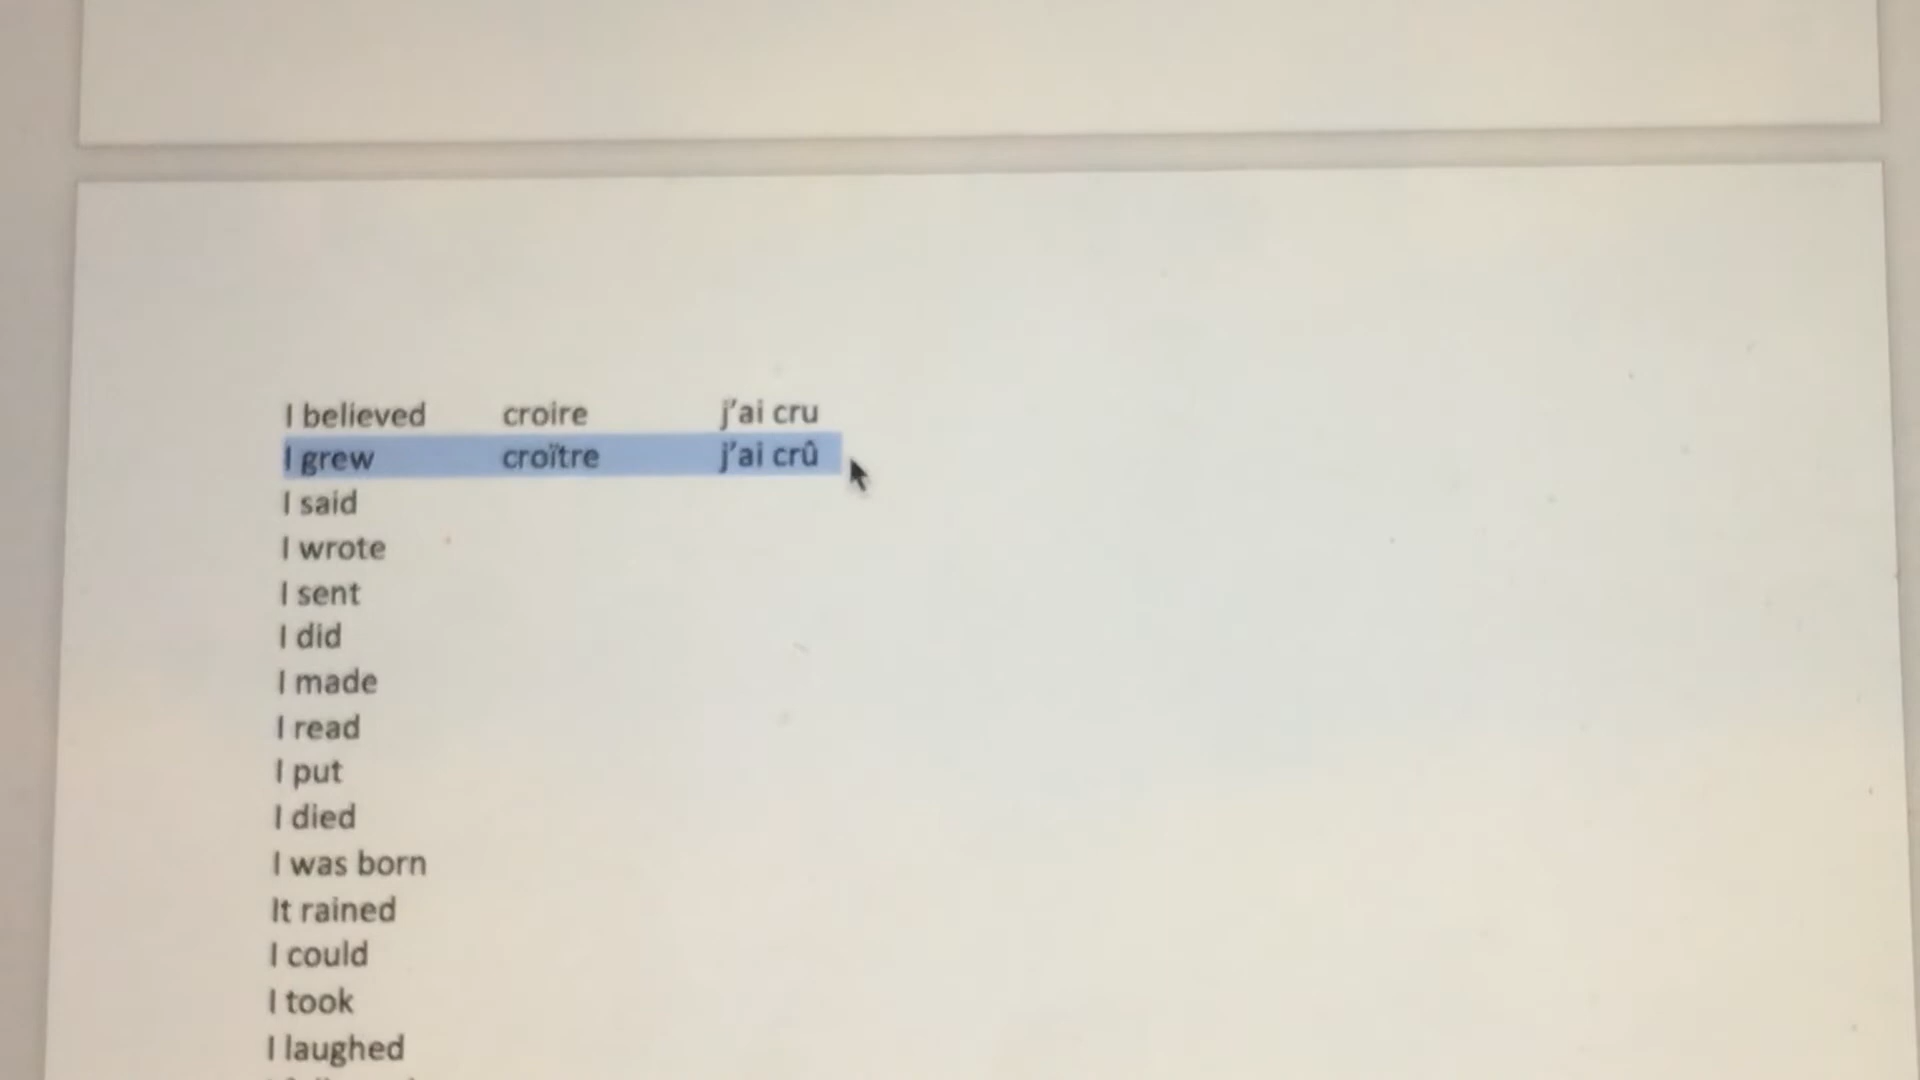 I believed croire j'ai cru
I grew croïtre j'ai crû
I said
I wrote
I sent
I did
I made
I read
I put
I died
I was born
It rained
I could
I took
I laughed